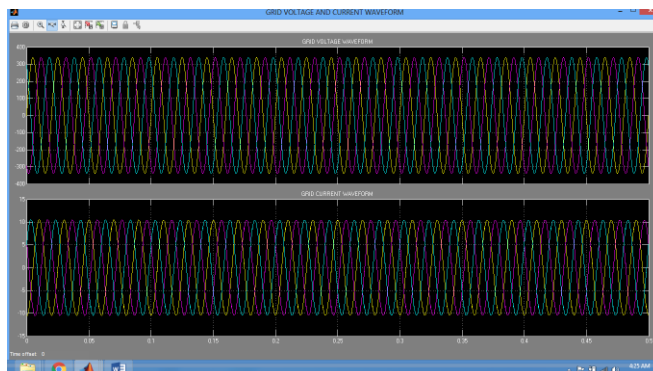 GRID VOLTAGE AND CURRENT WAVEFORM
GRID VOLTAGE WAVEFORM
400
300
200
100
0
100
200
300
400
GRID CURRENT WAVEFORM
15
10
5
0
-5
10
-15
0 0.05 0.1 0.15 0.2 0.25 0.3 0.35 0.4 0.45 0.5
Time offset: 0
4:25 AM